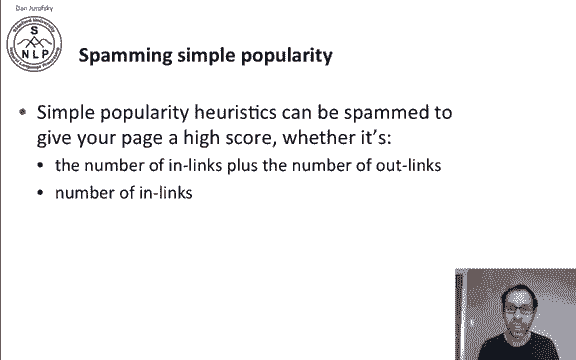 Dan Jurafsky
S
N L P
Spamming simple popularity
• Simple popularity heuristics can be spammed to
give your page a high score, whether it's:
• the number of in-links plus the number of out-links
• number of in-links